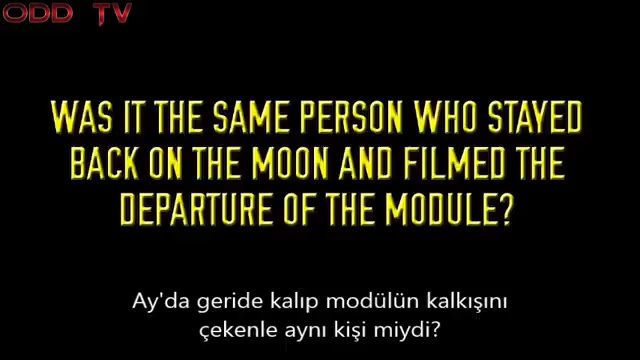 ODD TV
WAS IT THE SAME PERSON WHO STAYED
BACK ON THE MOON AND FILMED THE
DEPARTURE OF THE MODULE?
Ay'da geride kalıp modülün kalkışını
çekenle aynı kişi miydi?